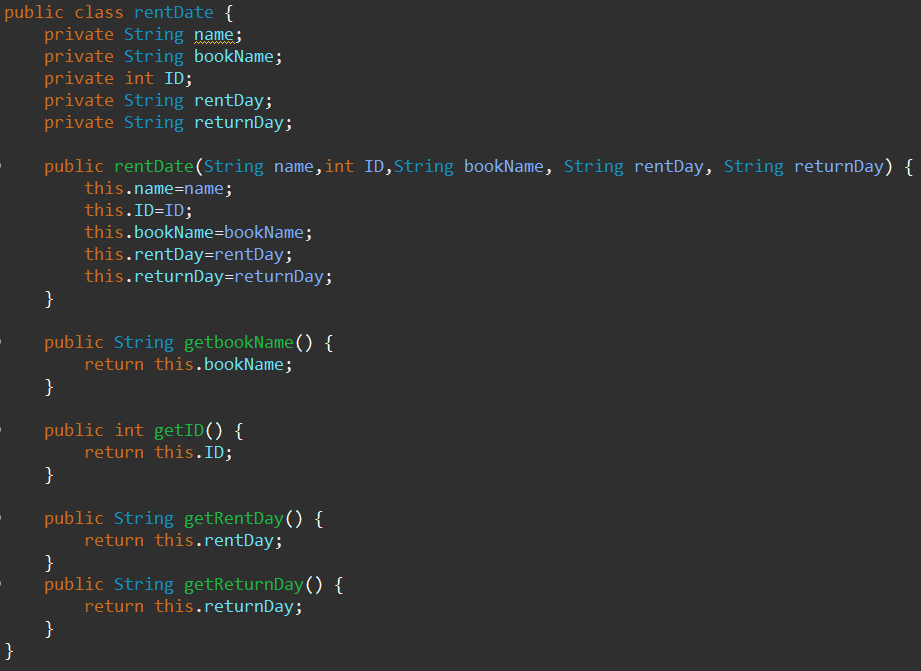 public class rentDate {
    private String name;
    private String bookName;
    private int ID;
    private String rentDay;
    private String returnDay;

    public rentDate(String name,int ID,String bookName, String rentDay, String returnDay) {
        this.name=name;
        this.ID=ID;
        this.bookName=bookName;
        this.rentDay=rentDay;
        this.returnDay=returnDay;
    }

    public String getbookName() {
        return this.bookName;
    }

    public int getID() {
        return this.ID;
    }

    public String getRentDay() {
        return this.rentDay;
    }
    public String getReturnDay() {
        return this.returnDay;
    }
}